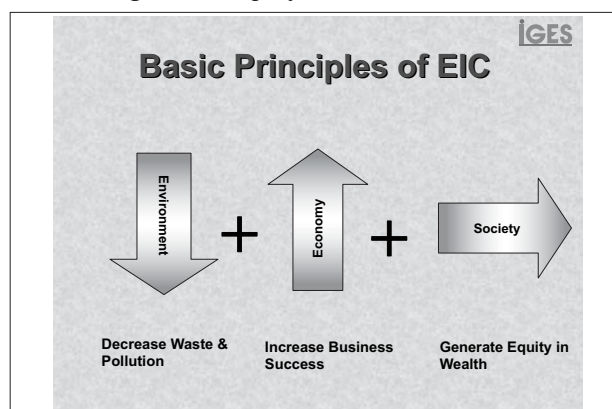 iGES
Basic Principles of EIC
Environment
+
Economy
+
Society
Decrease Waste &
Pollution
Increase Business
Success
Generate Equity in
Wealth